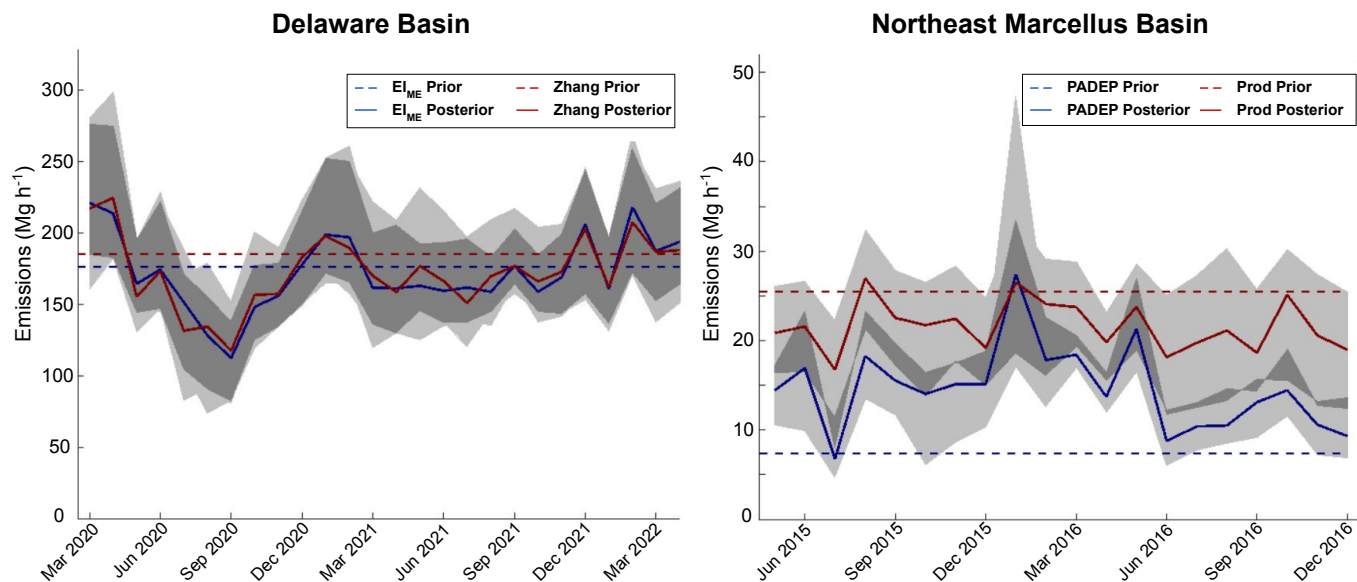 Delaware Basin
Emissions (Mg h⁻¹)
300
250
200
150
100
50
0
EI_ME Prior
Zhang Prior
EI_ME Posterior
Zhang Posterior
Mar 2020
Jun 2020
Sep 2020
Dec 2020
Mar 2021
Jun 2021
Sep 2021
Dec 2021
Mar 2022
Northeast Marcellus Basin
Emissions (Mg h⁻¹)
50
40
30
20
10
0
PADEP Prior
Prod Prior
PADEP Posterior
Prod Posterior
Jun 2015
Sep 2015
Dec 2015
Mar 2016
Jun 2016
Sep 2016
Dec 2016